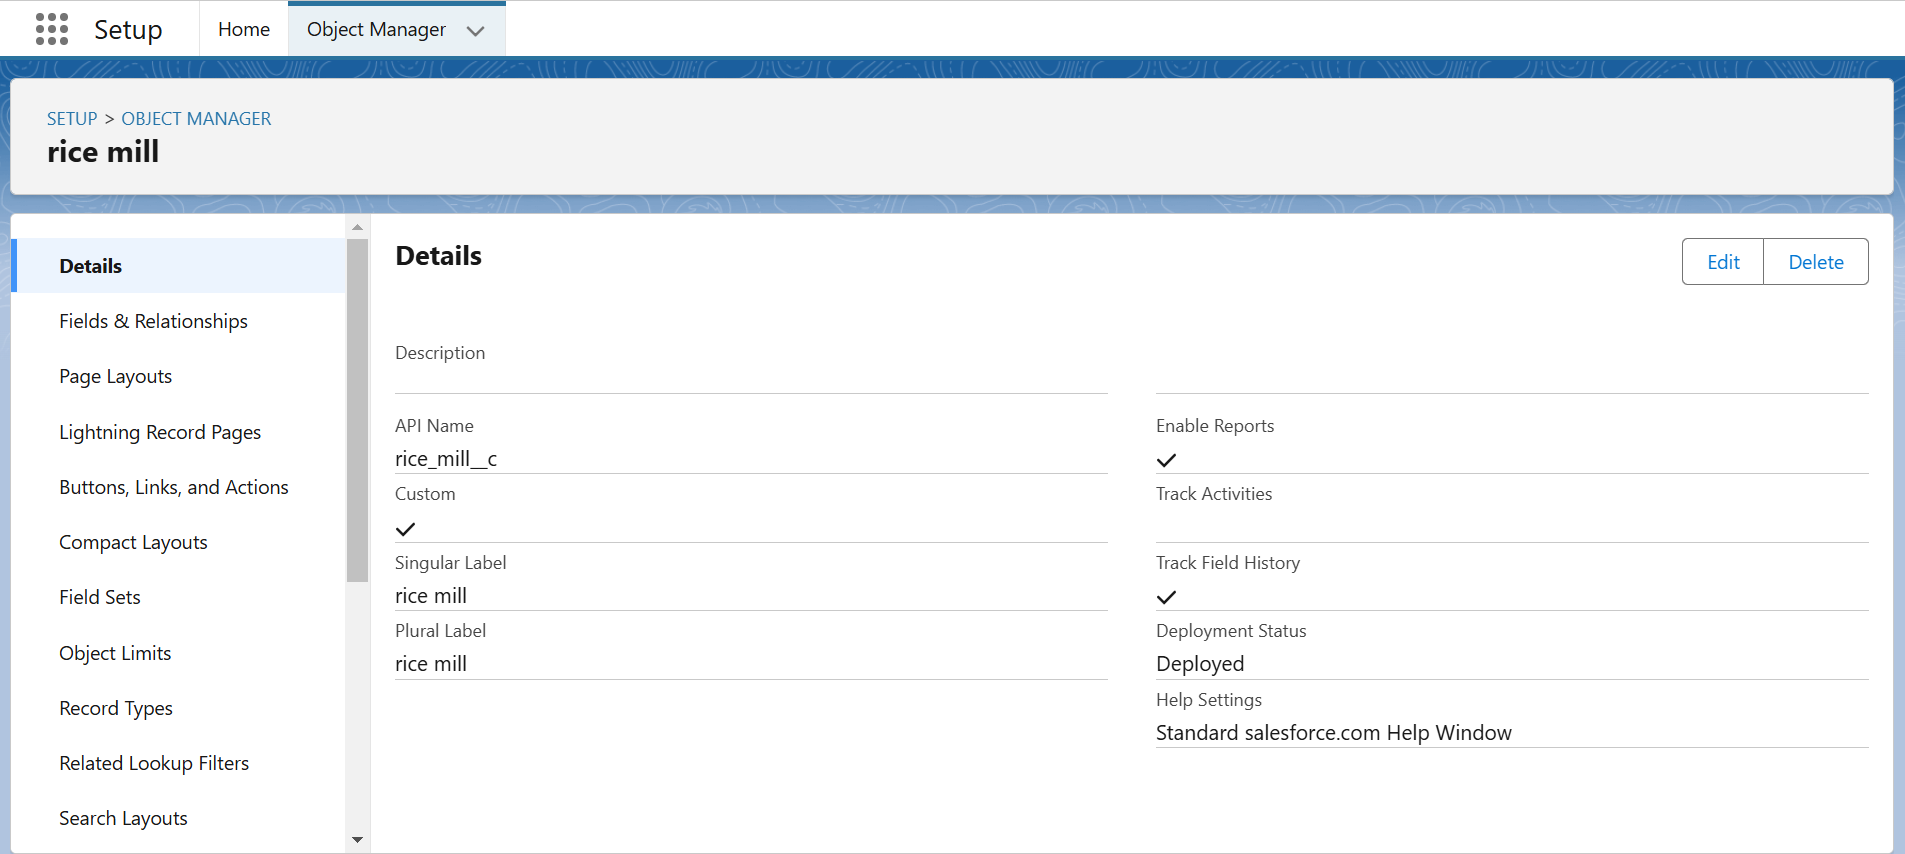 Setup
Home
Object Manager
SETUP > OBJECT MANAGER
rice mill
Details
Fields & Relationships
Page Layouts
Lightning Record Pages
Buttons, Links, and Actions
Compact Layouts
Field Sets
Object Limits
Record Types
Related Lookup Filters
Search Layouts
Details
Edit
Delete
Description
API Name
rice_mill__c
Custom
Singular Label
rice mill
Plural Label
rice mill
Enable Reports
Track Activities
Track Field History
Deployment Status
Deployed
Help Settings
Standard salesforce.com Help Window